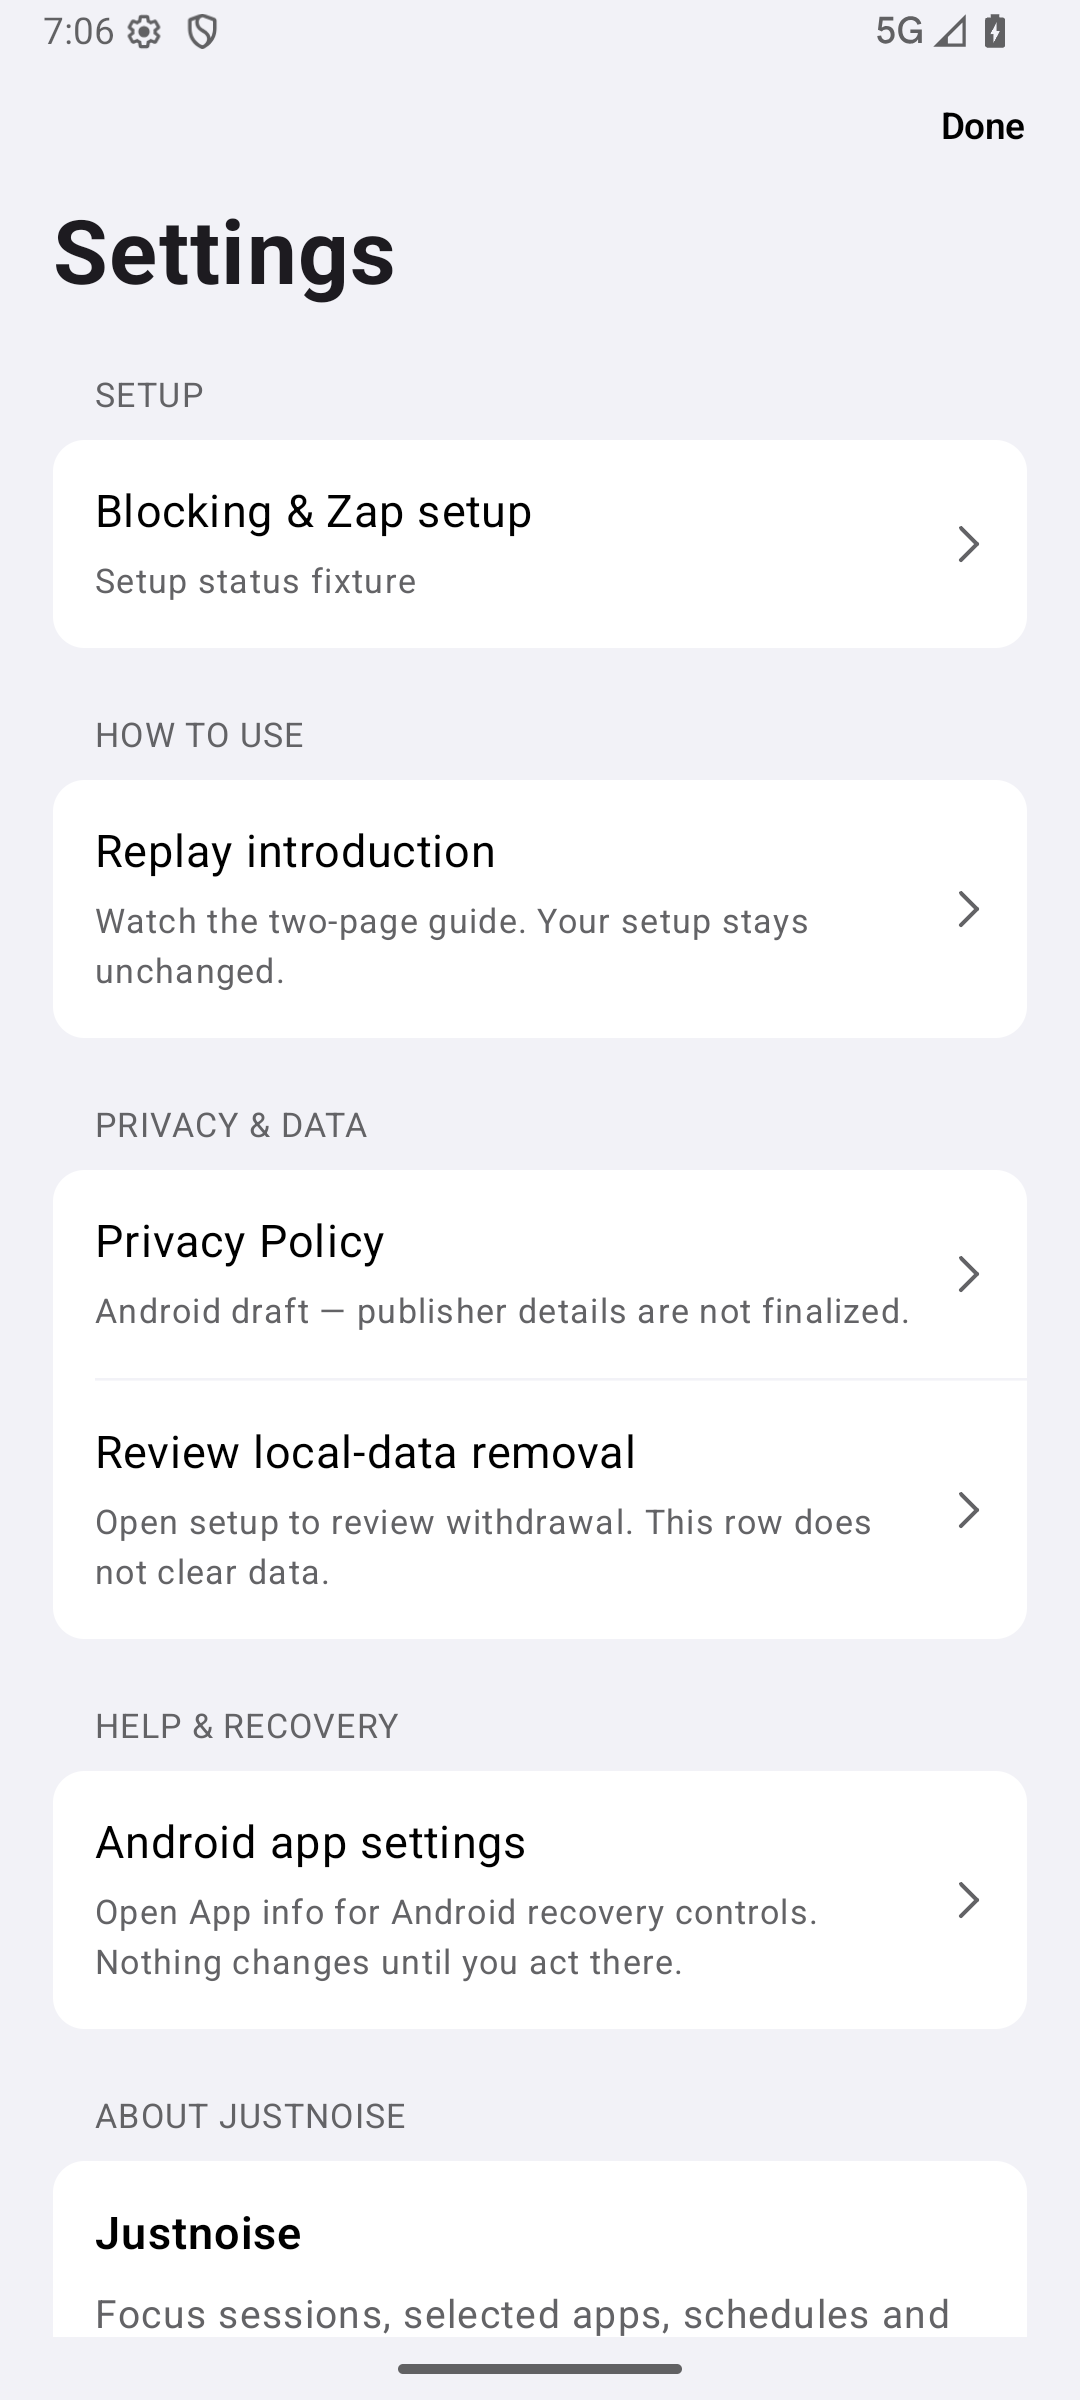 7:06
5G
Done
Settings
SETUP
Blocking & Zap setup
Setup status fixture
HOW TO USE
Replay introduction
Watch the two-page guide. Your setup stays
unchanged.
PRIVACY & DATA
Privacy Policy
Android draft — publisher details are not finalized.
Review local-data removal
Open setup to review withdrawal. This row does
not clear data.
HELP & RECOVERY
Android app settings
Open App info for Android recovery controls.
Nothing changes until you act there.
ABOUT JUSTNOISE
Justnoise
Focus sessions, selected apps, schedules and